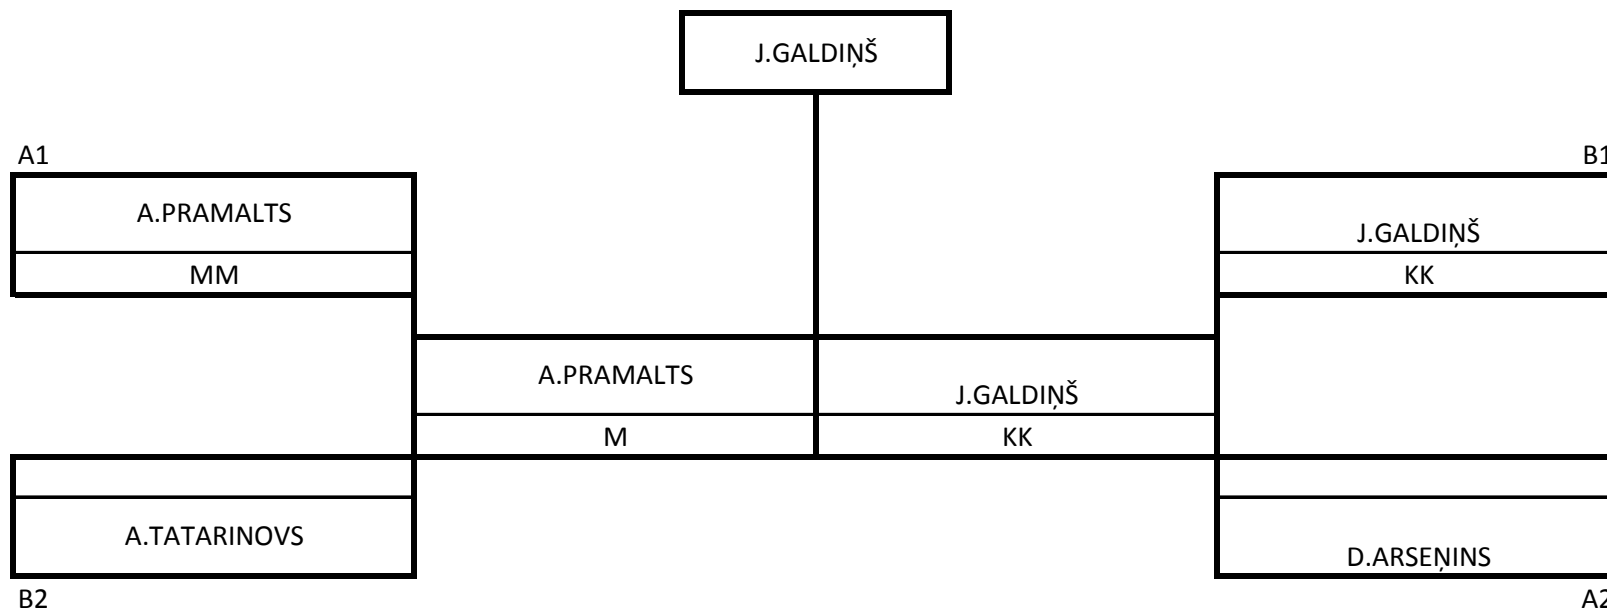 J.GALDIŅŠ
A1
B1
A.PRAMALTS
J.GALDIŅŠ
MM
KK
A.PRAMALTS
J.GALDIŅŠ
M
KK
A.TATARINOVS
D.ARSEŅINS
B2
A2